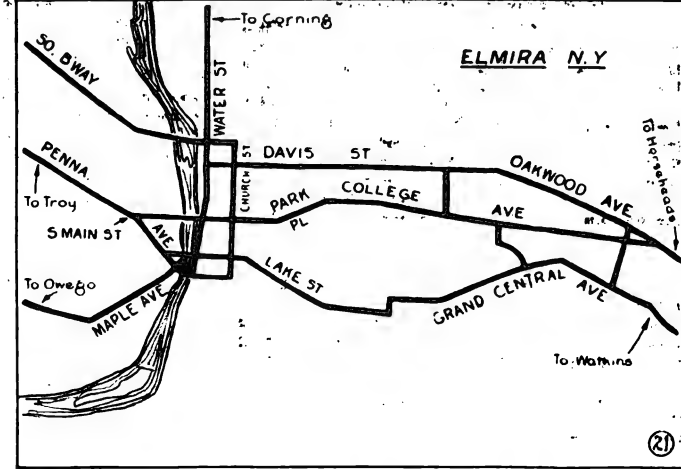 To Corning
ELMIRA N.Y
SO. B'WAY
WATER ST
PENNA.
AVE
To Troy
S MAIN ST
To Owego
MAPLE AVE
CHURCH ST
DAVIS ST
PARK PL
COLLEGE AVE
LAKE ST
OAKWOOD AVE
To Horseheads
GRAND CENTRAL AVE
To Watkins
21